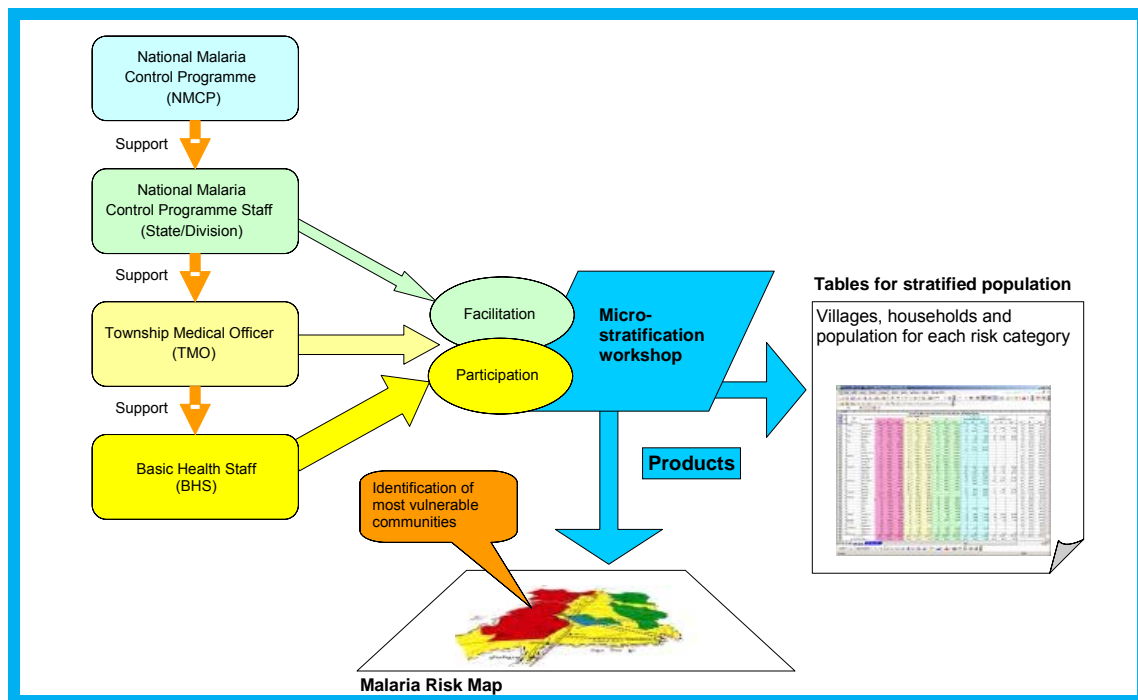 National Malaria
Control Programme
(NMCP)
Support
National Malaria
Control Programme Staff
(State/Division)
Support
Township Medical Officer
(TMO)
Support
Basic Health Staff
(BHS)
Facilitation
Participation
Micro-
stratification
workshop
Products
Tables for stratified population
Villages, households and
population for each risk category
Identification of
most vulnerable
communities
Malaria Risk Map